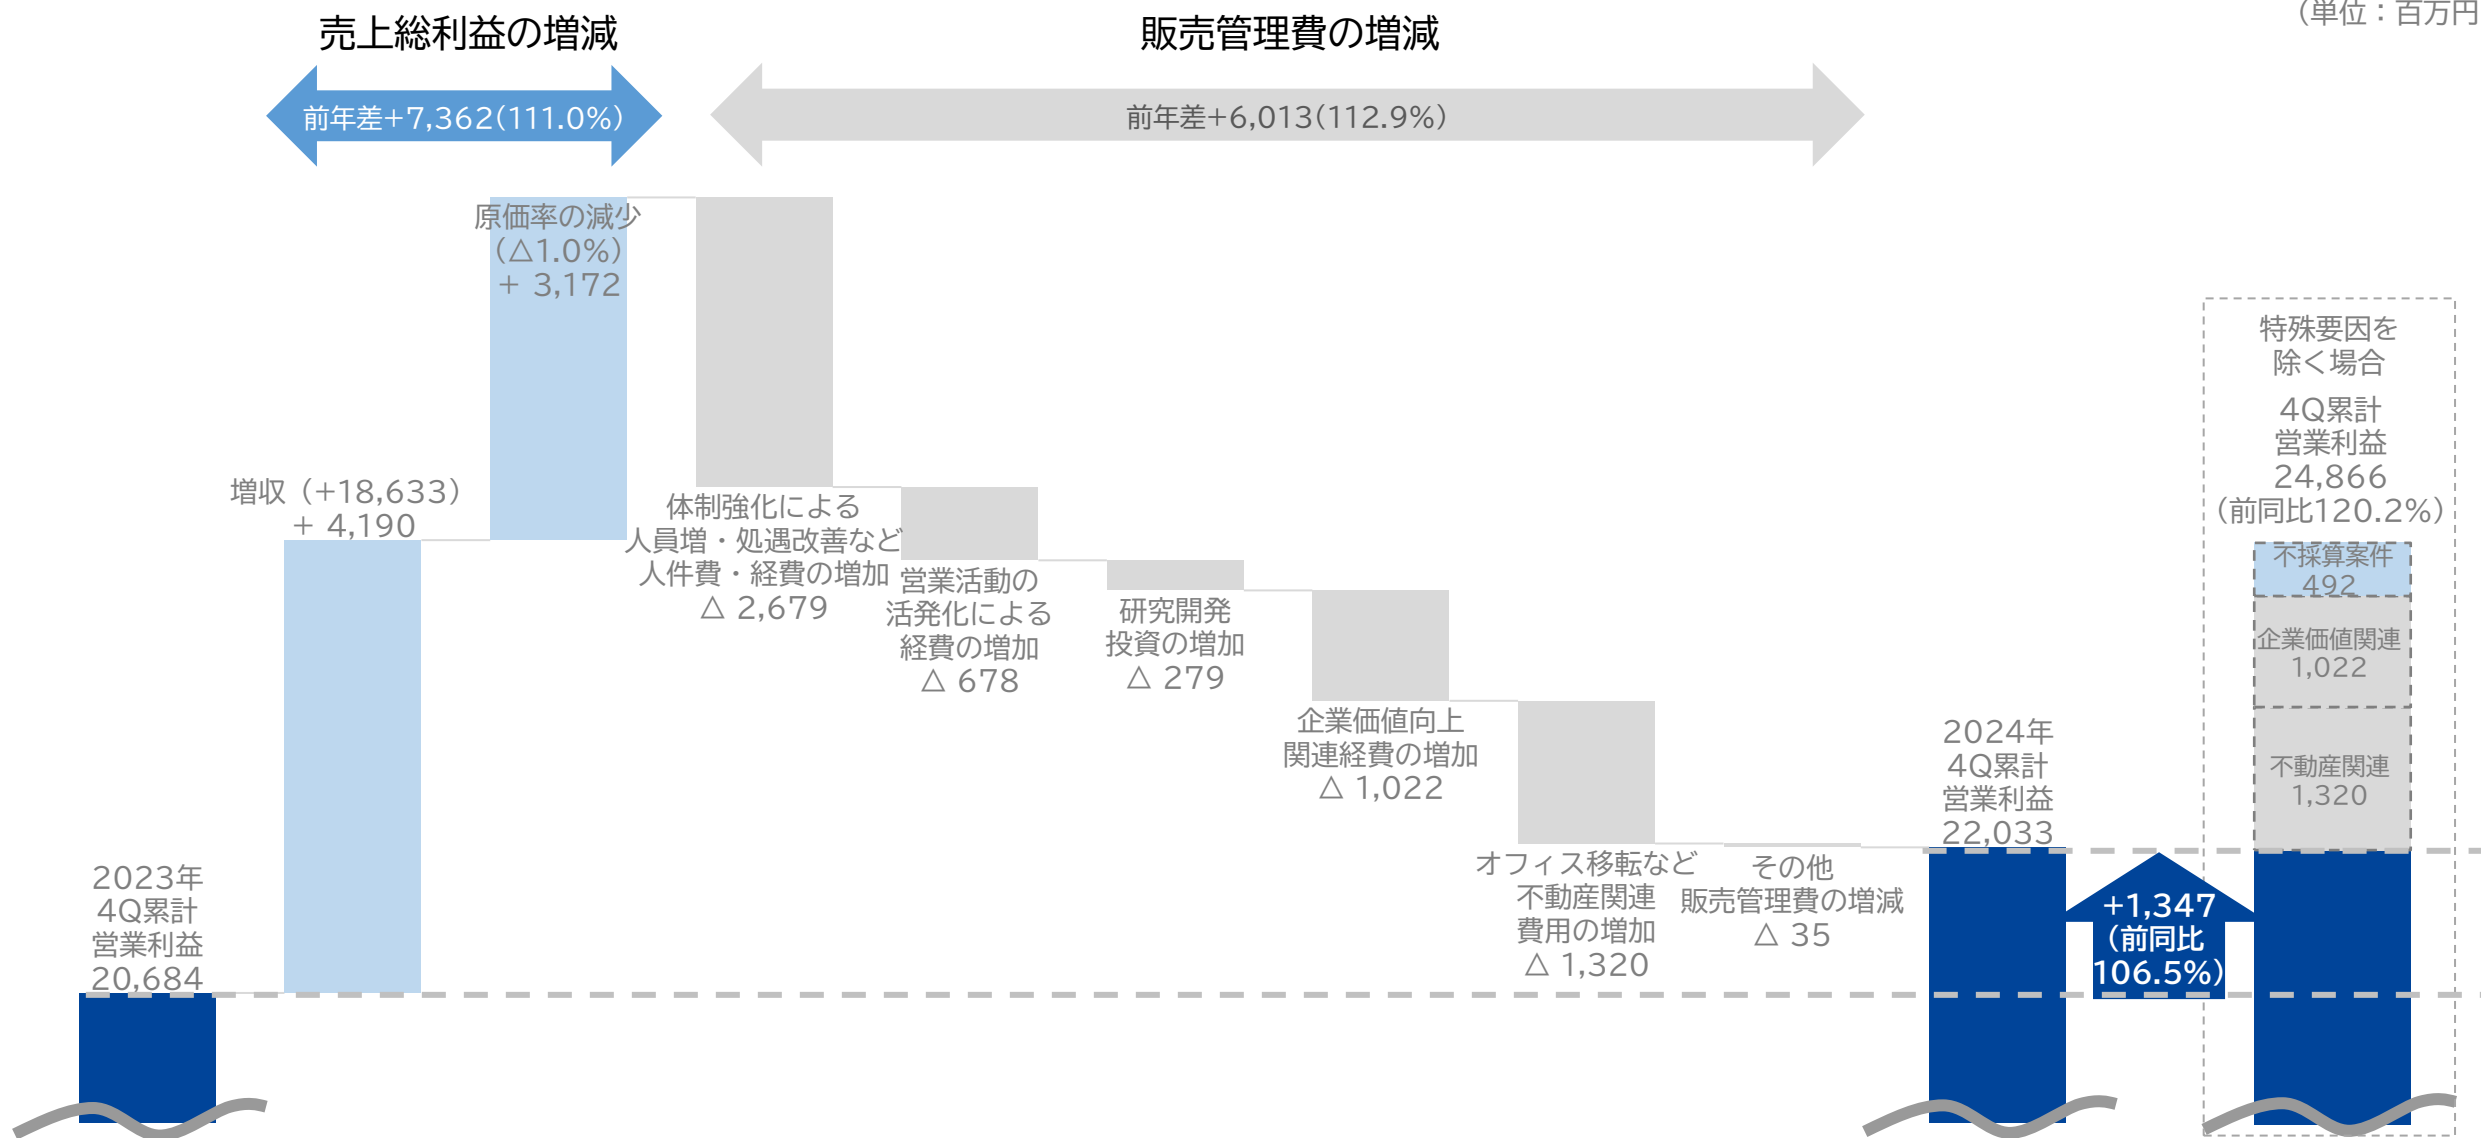 （単位：百万円
売上総利益の増減
販売管理費の増減
前年差+7,362(111.0%)
前年差+6,013(112.9%)
原価率の減少
(△1.0%)
+ 3,172
増収（+18,633）
+ 4,190
体制強化による
人員増・処遇改善など
人件費・経費の増加
△ 2,679
営業活動の
活発化による
経費の増加
△ 678
研究開発
投資の増加
△ 279
企業価値向上
関連経費の増加
△ 1,022
オフィス移転など
不動産関連
費用の増加
△ 1,320
その他
販売管理費の増減
△ 35
2023年
4Q累計
営業利益
20,684
2024年
4Q累計
営業利益
22,033
+1,347
（前同比
106.5%）
特殊要因を
除く場合
4Q累計
営業利益
24,866
（前同比120.2%）
不採算案件
492
企業価値関連
1,022
不動産関連
1,320